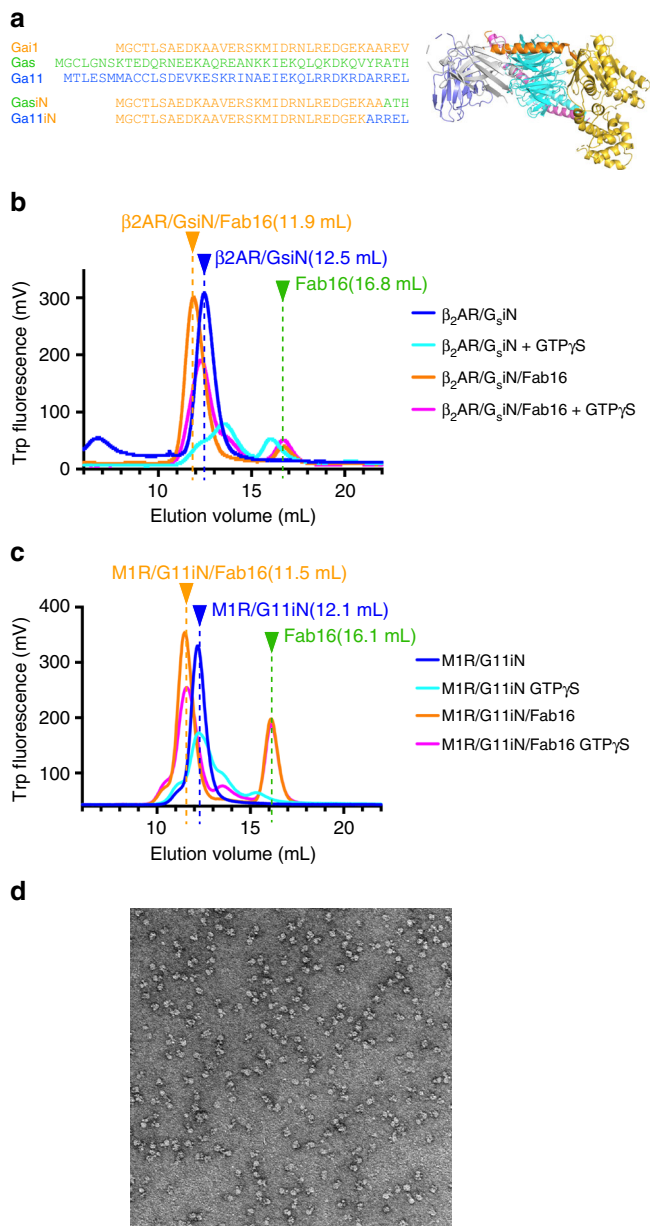 a
Gai1 MGCTLSAEDKAAVERSKMIDRNLREDGEKAAREV
Gas MGCLGNSKTEDQRNEEKAQREANKKIEKQLQKDKQVYRATH
Ga11 MTLESMMACCLSDEVKESKRINAEIEKQLRRDKRDARREL
GasiN MGCTLSAEDKAAVERSKMIDRNLREDGEKAAATH
Ga11iN MGCTLSAEDKAAVERSKMIDRNLREDGEKARREL
b
β2AR/GsiN/Fab16(11.9 mL)
β2AR/GsiN(12.5 mL)
Fab16(16.8 mL)
Trp fluorescence (mV)
300
200
100
0
10 13 16 20
Elution volume (mL)
β₂AR/GₛiN
β₂AR/GₛiN + GTPγS
β₂AR/GₛiN/Fab16
β₂AR/GₛiN/Fab16 + GTPγS
c
M1R/G11iN/Fab16(11.5 mL)
M1R/G11iN(12.1 mL)
Fab16(16.1 mL)
Trp fluorescence (mV)
400
300
200
100
10 13 16 20
Elution volume (mL)
M1R/G11iN
M1R/G11iN GTPγS
M1R/G11iN/Fab16
M1R/G11iN/Fab16 GTPγS
d